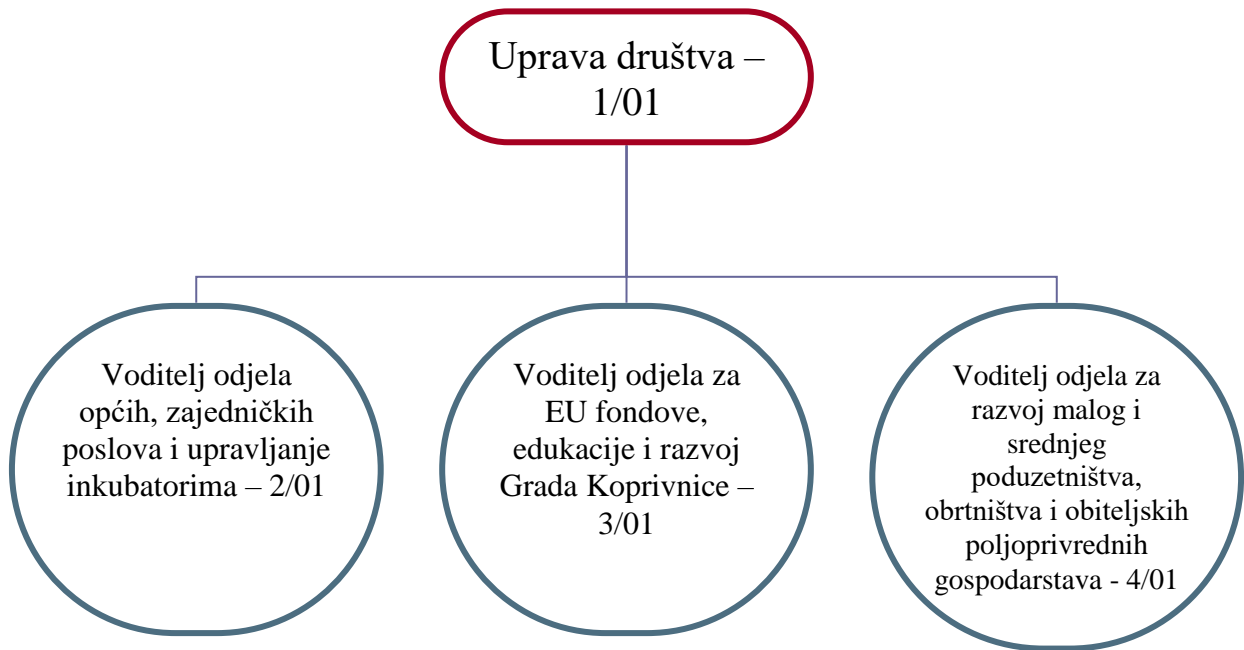 Uprava društva –
1/01
Voditelj odjela
općih, zajedničkih
poslova i upravljanje
inkubatorima – 2/01
Voditelj odjela za
EU fondove,
edukacije i razvoj
Grada Koprivnice –
3/01
Voditelj odjela za
razvoj malog i
srednjeg
poduzetništva,
obrtništva i obiteljskih
poljoprivrednih
gospodarstava - 4/01